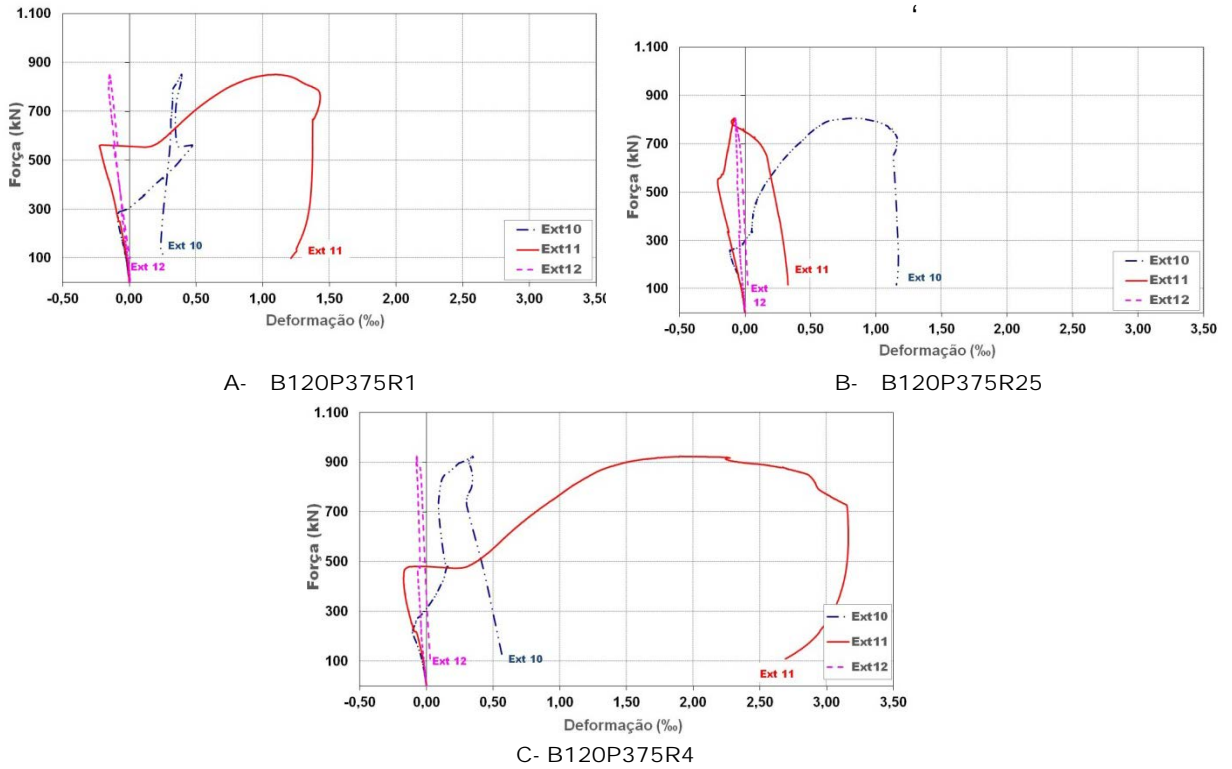 1.100
900
700
500
300
100
Força (kN)
Ext 12
Ext 10
Ext 11
Ext10
Ext11
Ext12
-0,50 0,00 0,50 1,00 1,50 2,00 2,50 3,00 3,50
Deformação (‰)
A- B120P375R1
‘
1.100
900
700
500
300
100
Força (kN)
Ext
12
Ext 11
Ext 10
Ext10
Ext11
Ext12
-0,50 0,00 0,50 1,00 1,50 2,00 2,50 3,00 3,50
Deformação (‰)
B- B120P375R25
1.100
900
700
500
300
100
Força (kN)
Ext 12
Ext 10
Ext 11
Ext10
Ext11
Ext12
-0,50 0,00 0,50 1,00 1,50 2,00 2,50 3,00 3,50
Deformação (‰)
C- B120P375R4